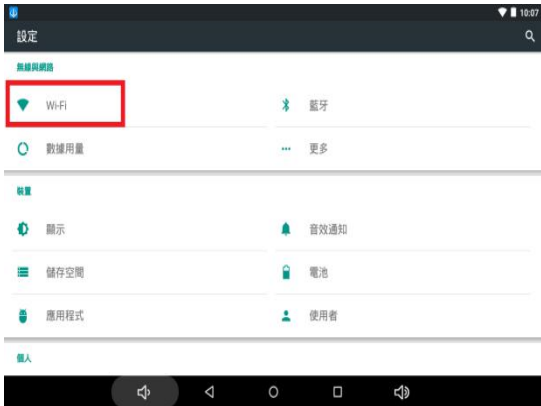 10:07
設定
無線與網路
Wi-Fi
藍牙
數據用量
更多
裝置
顯示
音效通知
儲存空間
電池
應用程式
使用者
個人